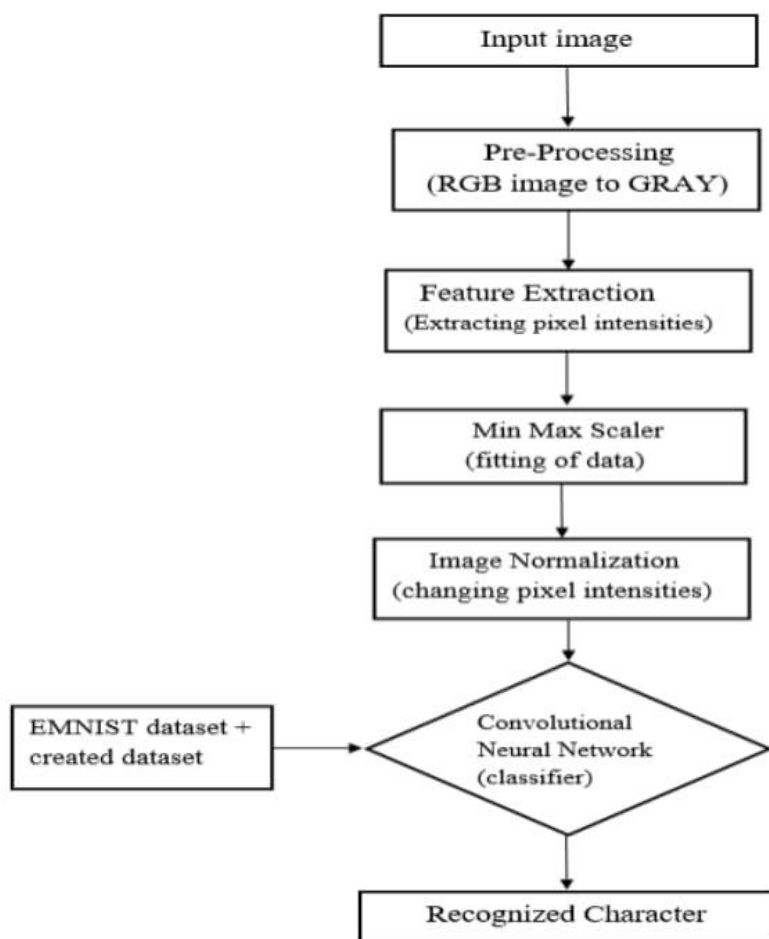 Input image
Pre-Processing
(RGB image to GRAY)
Feature Extraction
(Extracting pixel intensities)
Min Max Scaler
(fitting of data)
Image Normalization
(changing pixel intensities)
EMNIST dataset +
created dataset
Convolutional
Neural Network
(classifier)
Recognized Character